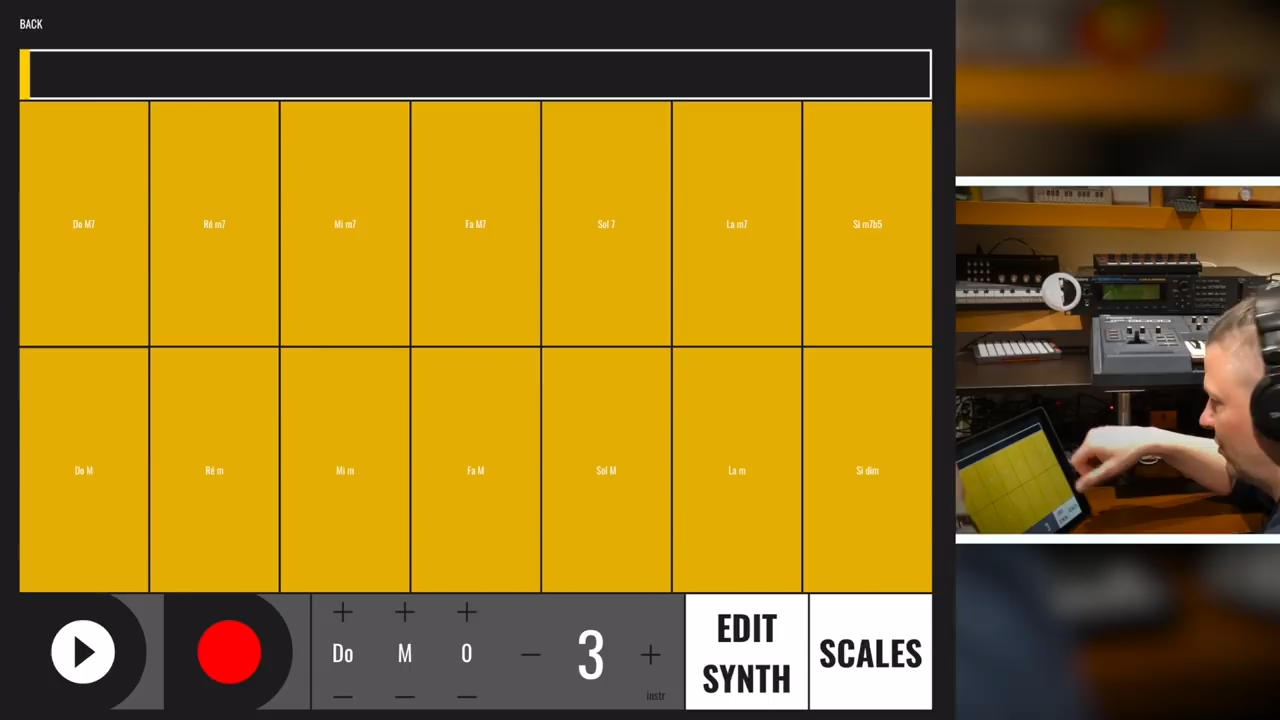 BACK
Do M7 Ré m7 Mi m7 Fa M7 Sol 7 La m7 Si m7b5
Do M Ré m Mi m Fa M Sol M La m Si dim
+ + +
Do M 0 — 3 +
— — —
instr
EDIT
SYNTH
SCALES